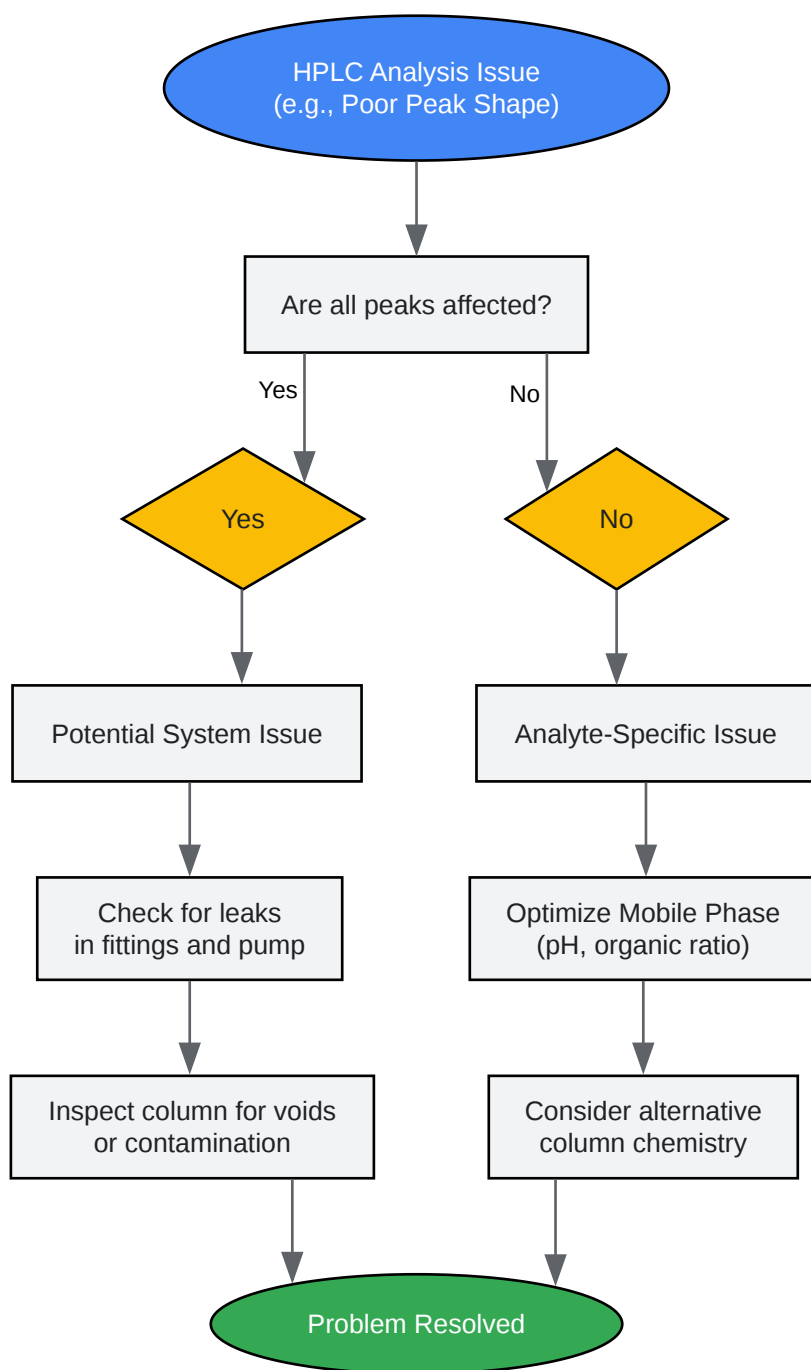 HPLC Analysis Issue
(e.g., Poor Peak Shape)
Are all peaks affected?
Yes
No
Yes
No
Potential System Issue
Analyte-Specific Issue
Check for leaks
in fittings and pump
Optimize Mobile Phase
(pH, organic ratio)
Inspect column for voids
or contamination
Consider alternative
column chemistry
Problem Resolved